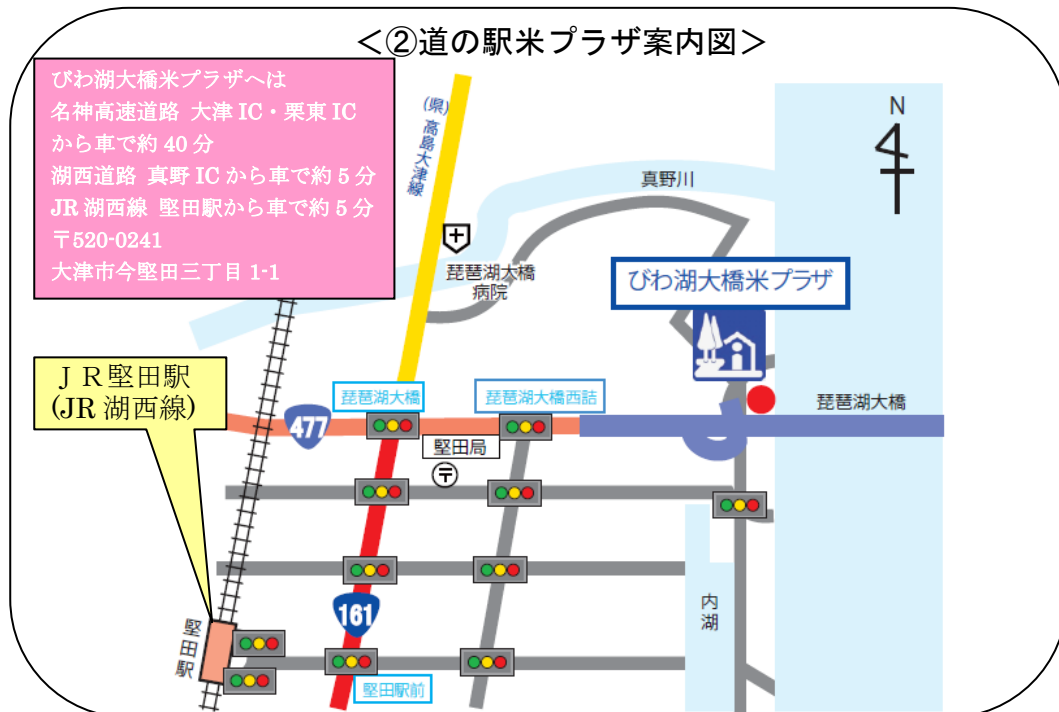 ＜②道の駅米プラザ案内図＞
びわ湖大橋米プラザへは
名神高速道路 大津 IC・栗東 IC
から車で約 40 分
湖西道路 真野 IC から車で約 5 分
JR 湖西線 堅田駅から車で約 5 分
〒520-0241
大津市今堅田三丁目 1-1
(県)高島大津線
N
真野川
琵琶湖大橋
病院
びわ湖大橋米プラザ
ＪＲ堅田駅
(JR 湖西線)
琵琶湖大橋
琵琶湖大橋西詰
琵琶湖大橋
477
堅田局
〒
161
内湖
堅田駅
堅田駅前